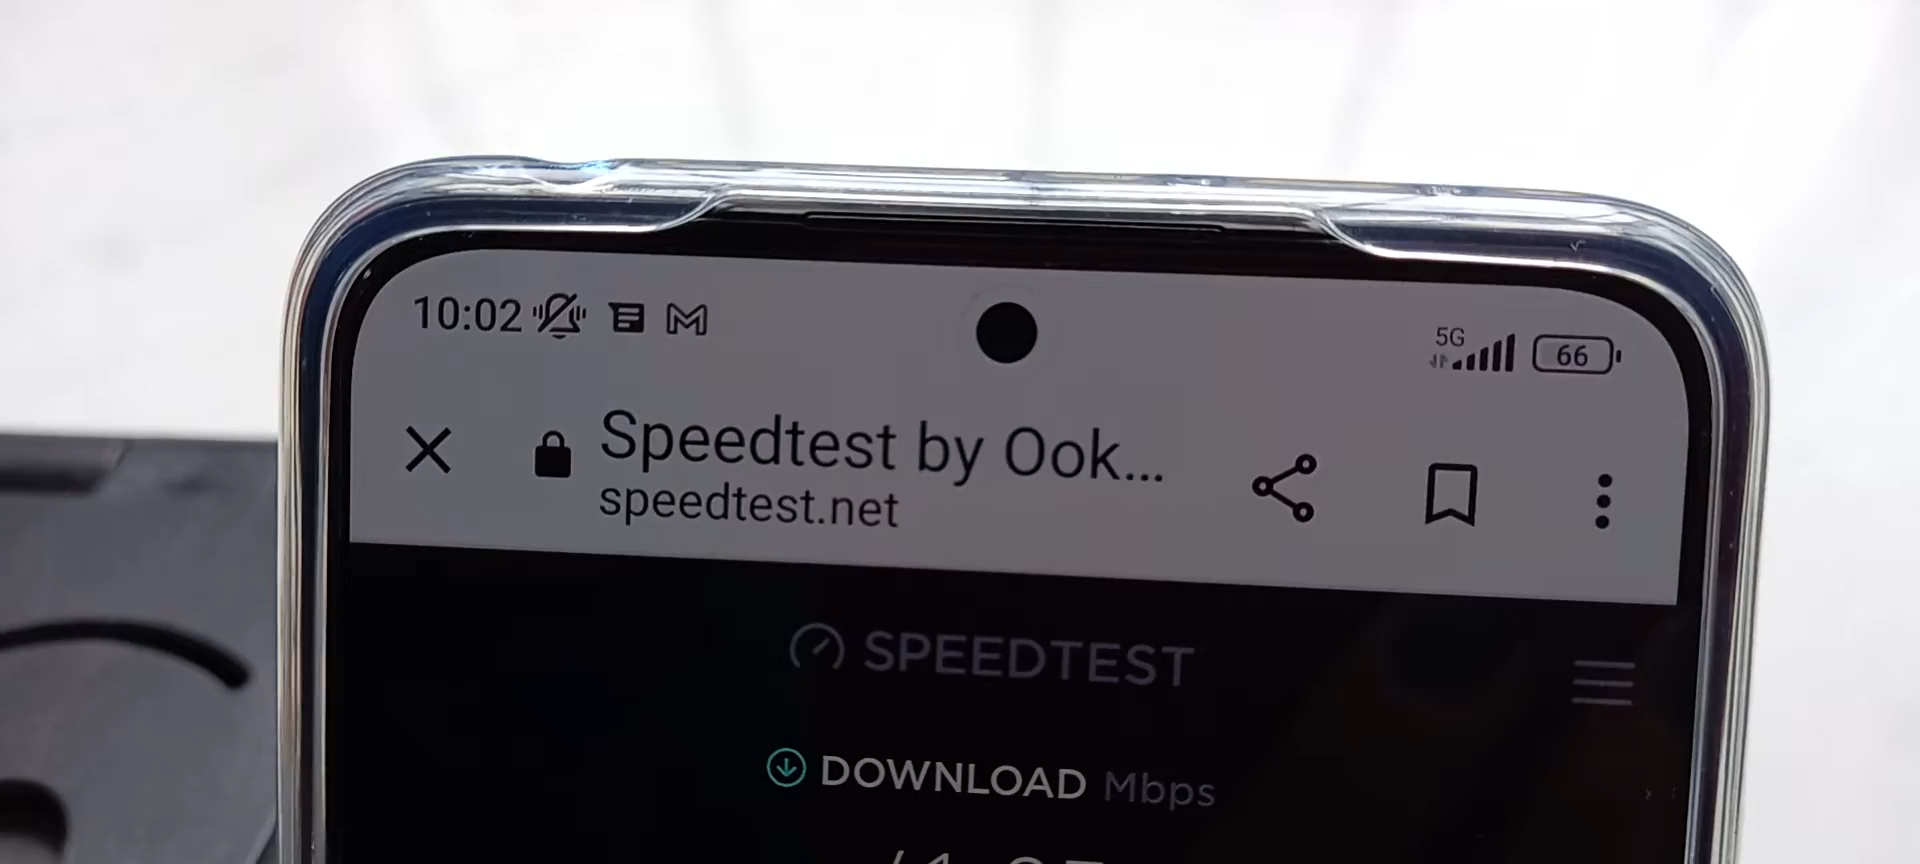 10:02
5G
66
Speedtest by Ook...
speedtest.net
SPEEDTEST
DOWNLOAD Mbps